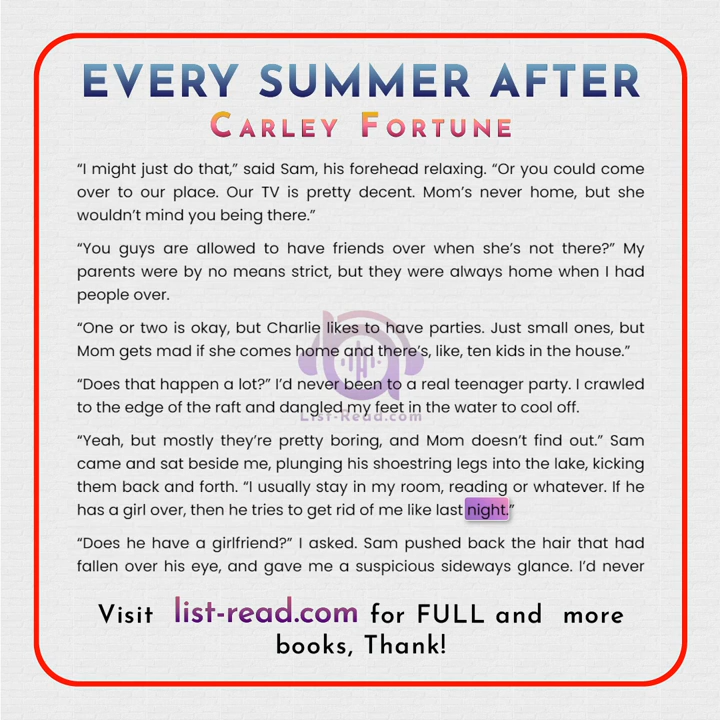 EVERY SUMMER AFTER
CARLEY FORTUNE
“I might just do that,” said Sam, his forehead relaxing. “Or you could come
over to our place. Our TV is pretty decent. Mom’s never home, but she
wouldn’t mind you being there.”
“You guys are allowed to have friends over when she’s not there?” My
parents were by no means strict, but they were always home when I had
people over.
“One or two is okay, but Charlie likes to have parties. Just small ones, but
Mom gets mad if she comes home and there’s, like, ten kids in the house.”
“Does that happen a lot?” I’d never been to a real teenager party. I crawled
to the edge of the raft and dangled my feet in the water to cool off.
List-Read.com
“Yeah, but mostly they’re pretty boring, and Mom doesn’t find out.” Sam
came and sat beside me, plunging his shoestring legs into the lake, kicking
them back and forth. “I usually stay in my room, reading or whatever. If he
has a girl over, then he tries to get rid of me like last night.”
“Does he have a girlfriend?” I asked. Sam pushed back the hair that had
fallen over his eye, and gave me a suspicious sideways glance. I’d never
Visit list-read.com for FULL and more
books, Thank!